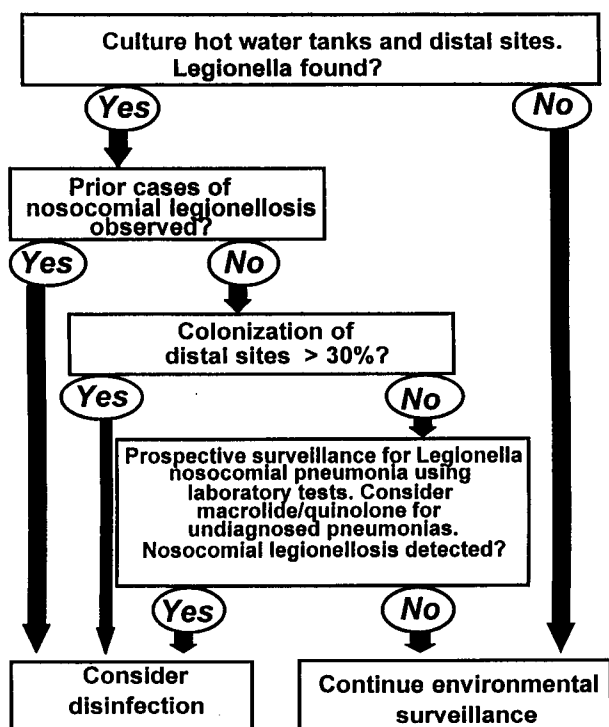 Culture hot water tanks and distal sites.
Legionella found?
Yes
No
Prior cases of
nosocomial legionellosis
observed?
Yes
No
Colonization of
distal sites > 30%?
Yes
No
Prospective surveillance for Legionella
nosocomial pneumonia using
laboratory tests. Consider
macrolide/quinolone for
undiagnosed pneumonias.
Nosocomial legionellosis detected?
Yes
No
Consider
disinfection
Continue environmental
surveillance